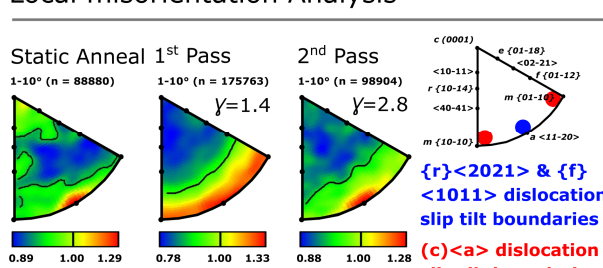 Local Misorientation Analysis
Static Anneal
1-10° (n = 88880)
0.89 1.00 1.29
1st Pass
1-10° (n = 175763)
γ=1.4
0.78 1.00 1.33
2nd Pass
1-10° (n = 98904)
γ=2.8
0.88 1.00 1.28
c (0001)
e {01-18}
<02-21>
f {01-12}
<10-11>
r {10-14}
m {01-10}
<40-41>
a <11-20>
m {10-10}
{r}<2021> & {f}
<1011> dislocation
slip tilt boundaries
(c)<a> dislocation